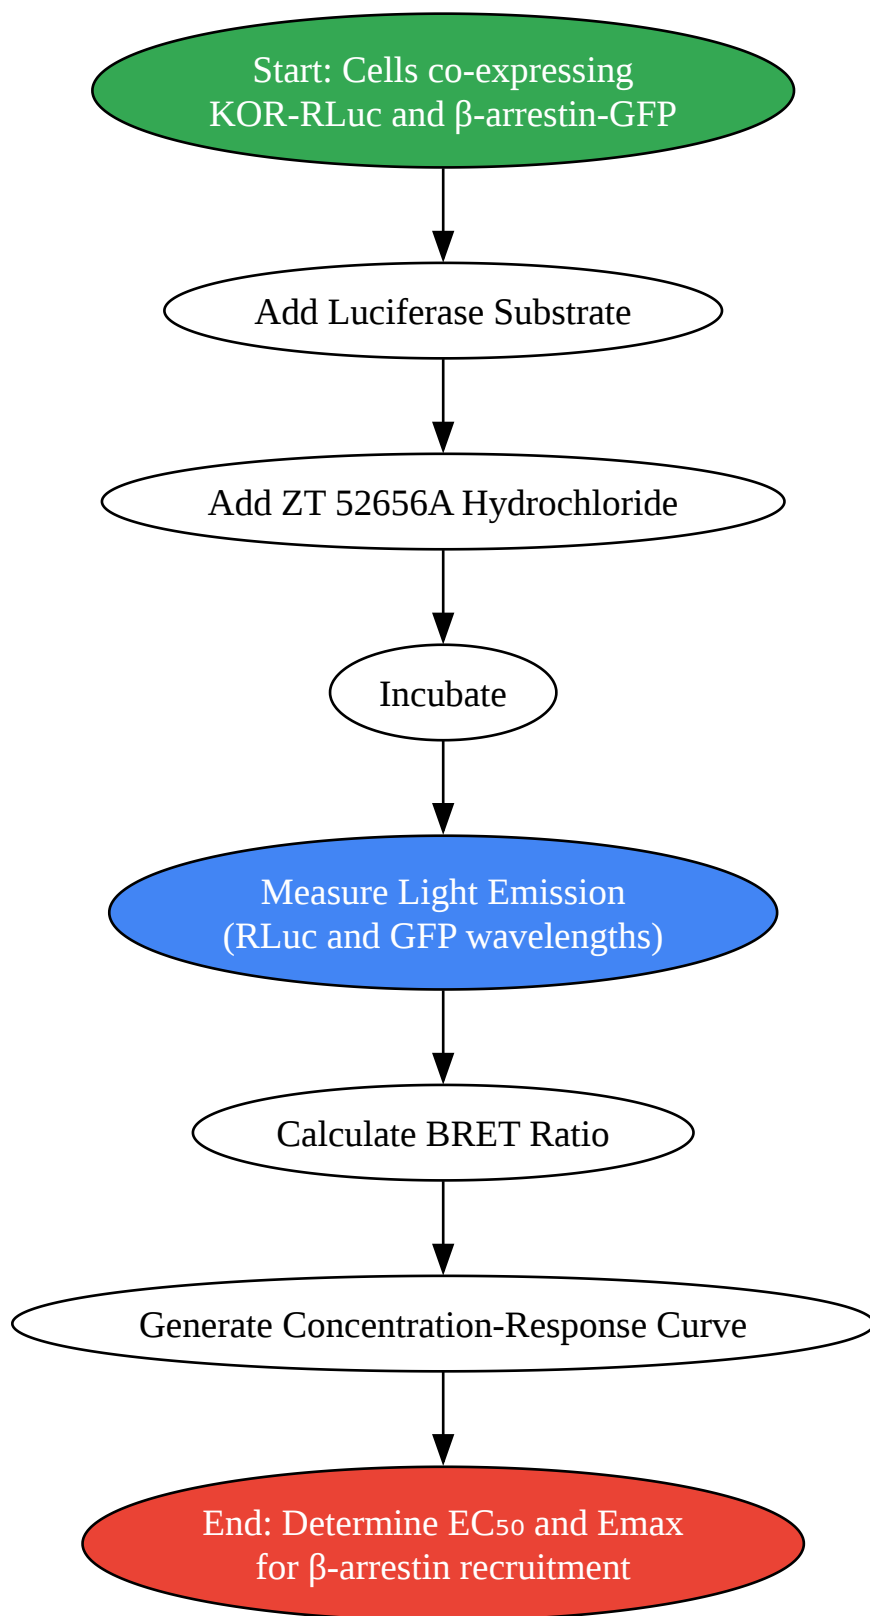 Start: Cells co-expressing
KOR-RLuc and β-arrestin-GFP
Add Luciferase Substrate
Add ZT 52656A Hydrochloride
Incubate
Measure Light Emission
(RLuc and GFP wavelengths)
Calculate BRET Ratio
Generate Concentration-Response Curve
End: Determine EC₅₀ and Emax
for β-arrestin recruitment